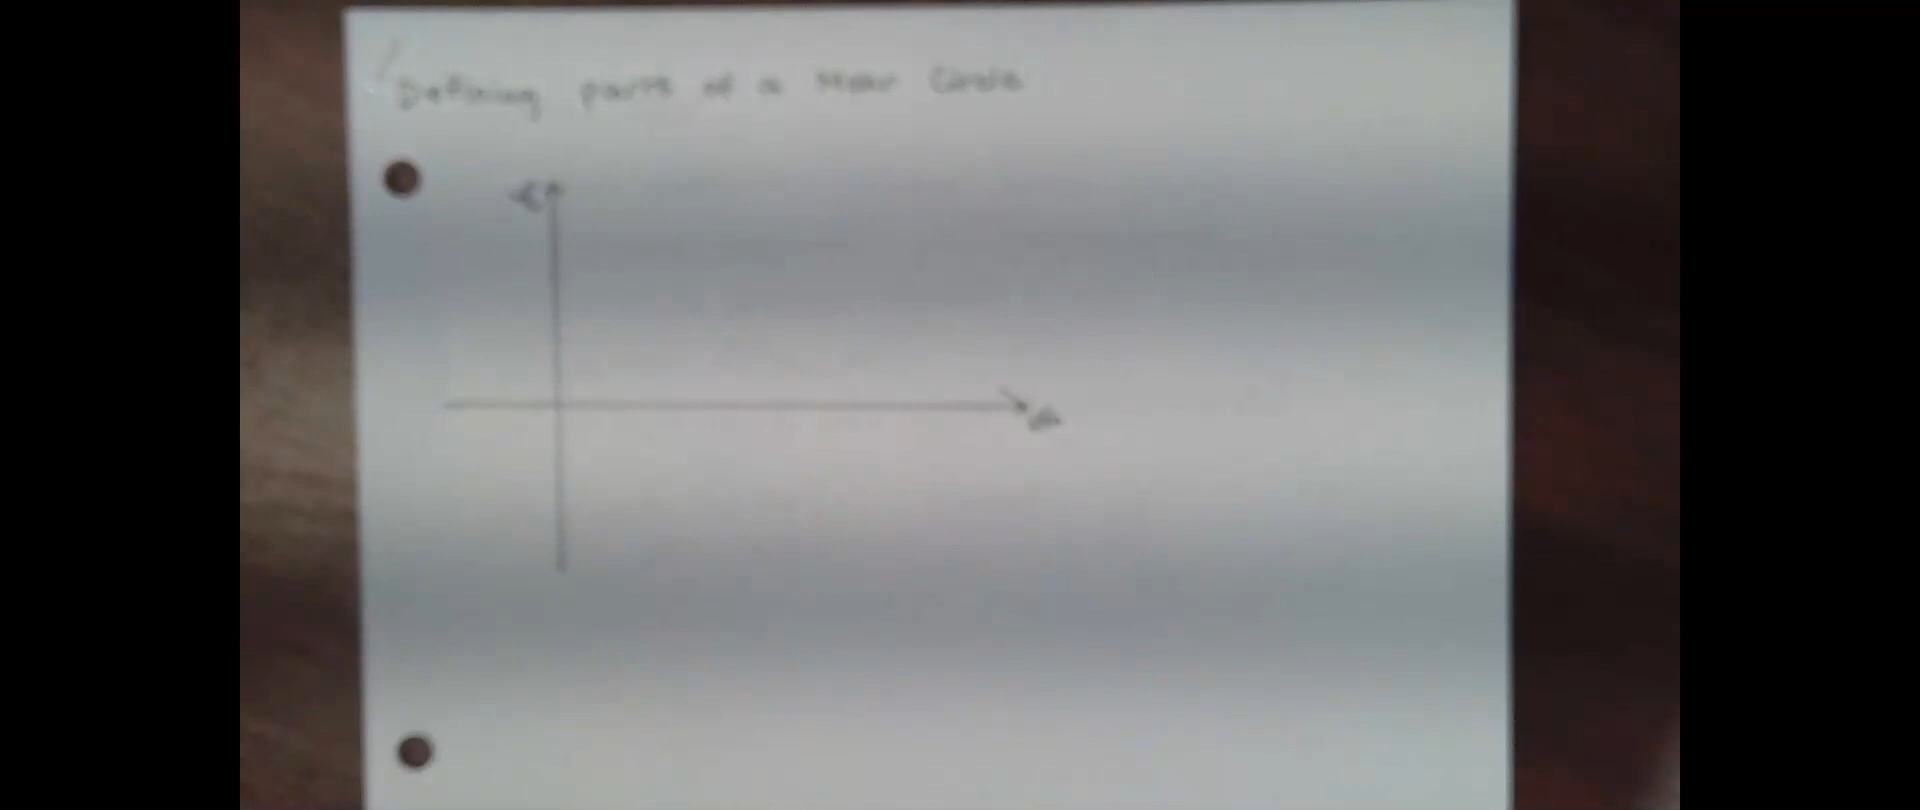 Defining parts of a Mohr Circle
τ